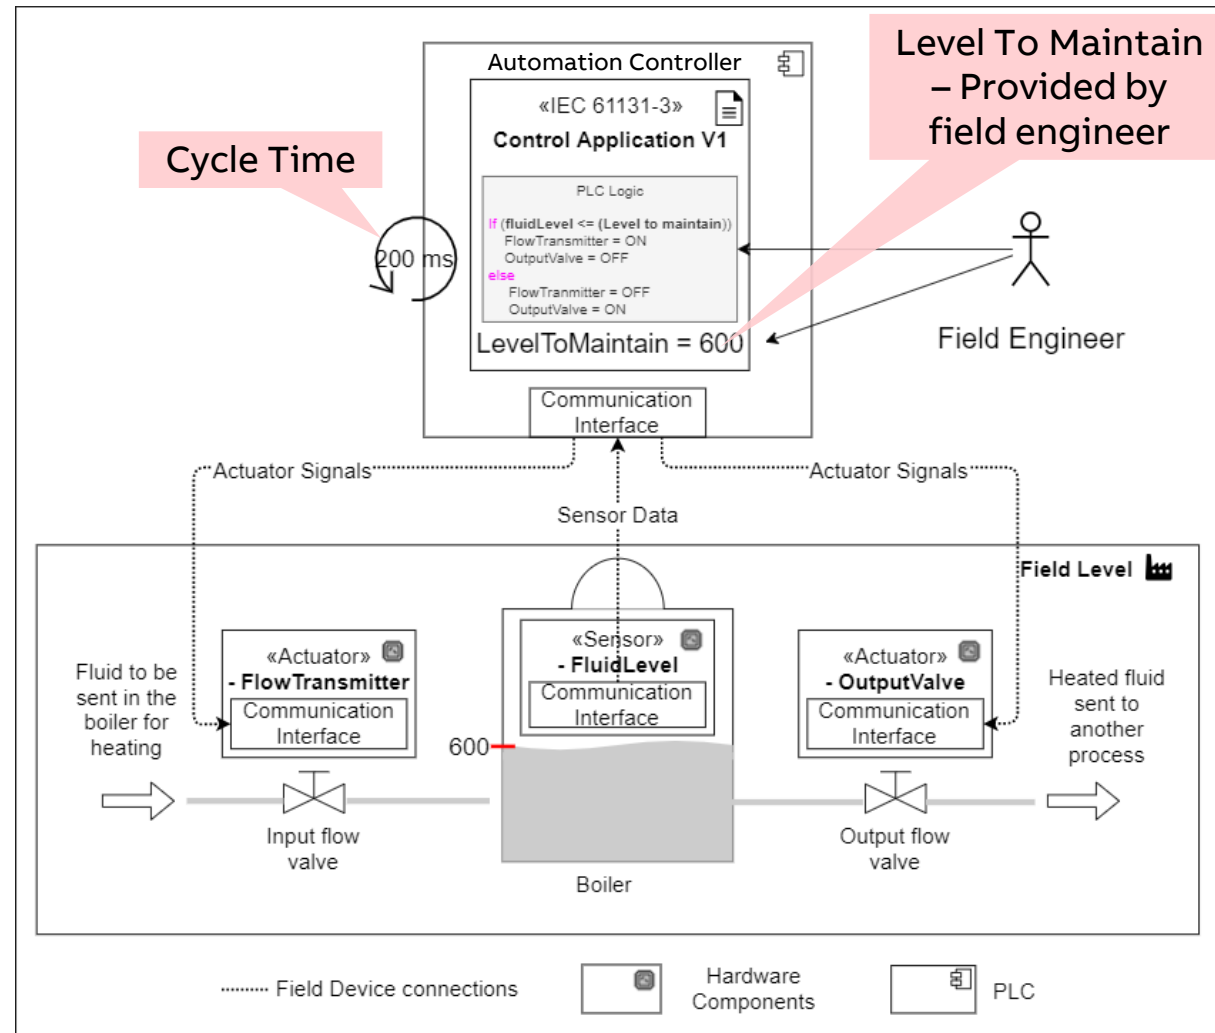 Automation Controller
Level To Maintain
– Provided by
field engineer
Cycle Time
«IEC 61131-3»
Control Application V1
PLC Logic
If (fluidLevel <= (Level to maintain))
FlowTransmitter = ON
OutputValve = OFF
else
FlowTranmitter = OFF
OutputValve = ON
200 ms
LevelToMaintain = 600
Field Engineer
Communication
Interface
Actuator Signals
Actuator Signals
Sensor Data
Field Level
Fluid to be
sent in the
boiler for
heating
«Actuator»
- FlowTransmitter
Communication
Interface
«Sensor»
- FluidLevel
Communication
Interface
«Actuator»
- OutputValve
Communication
Interface
Heated fluid
sent to
another
process
600
Input flow
valve
Boiler
Output flow
valve
Field Device connections
Hardware
Components
PLC